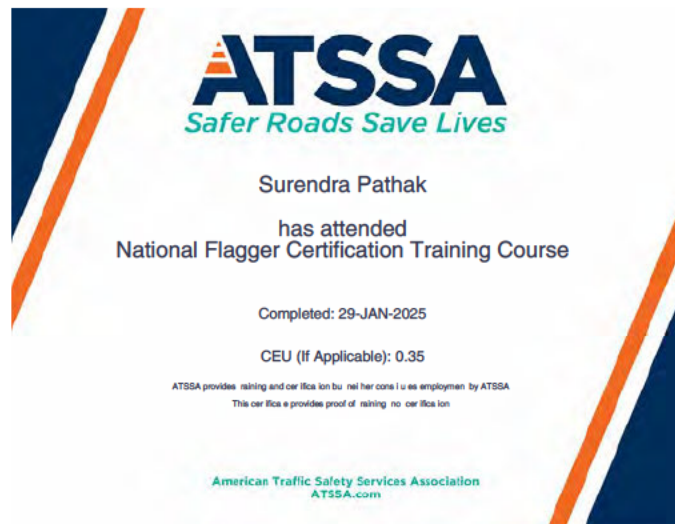 ATSSA
Safer Roads Save Lives
Surendra Pathak
has attended
National Flagger Certification Training Course
Completed: 29-JAN-2025
CEU (If Applicable): 0.35
ATSSA provides raining and cer ifica ion bu nei her cons i u es employmen by ATSSA
This cer ifica e provides proof of raining no cer ifica ion
American Traffic Safety Services Association
ATSSA.com